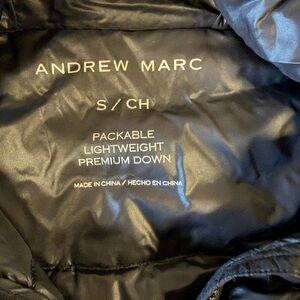 ANDREW MARC
S / CH
PACKABLE
LIGHTWEIGHT
PREMIUM DOWN
MADE IN CHINA / HECHO EN CHINA